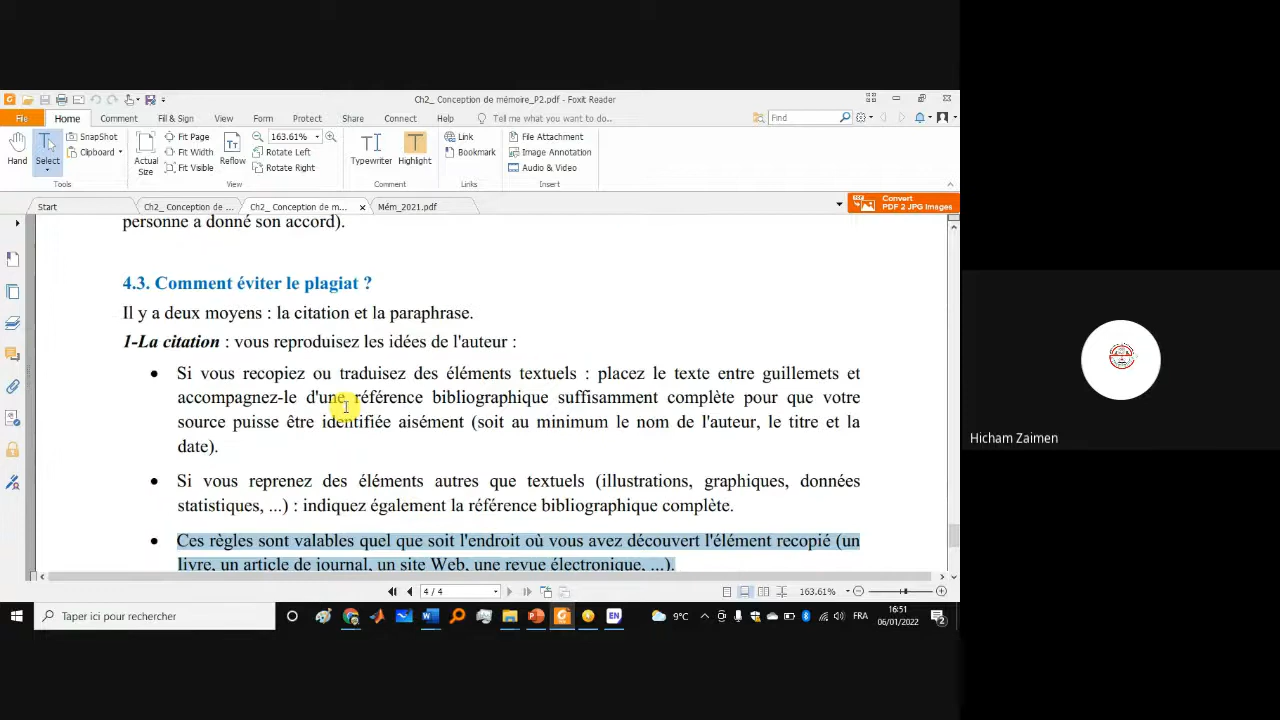 Ch2_ Conception de mémoire_P2.pdf - Foxit Reader
File Home Comment Fill & Sign View Form Protect Share Connect Help Tell me what you want to do.. Find
Hand
Select
SnapShot
Clipboard
Tools
Actual Size
Fit Page
Fit Width
Fit Visible
Reflow
163.61%
Rotate Left
Rotate Right
View
Typewriter
Highlight
Comment
Link
Bookmark
Links
File Attachment
Image Annotation
Audio & Video
Insert
Start Ch2_ Conception de ... Ch2_ Conception de m... Mém_2021.pdf
Convert
PDF 2 JPG Images
personne a donné son accord).
4.3. Comment éviter le plagiat ?
Il y a deux moyens : la citation et la paraphrase.
1-La citation : vous reproduisez les idées de l'auteur :
• Si vous recopiez ou traduisez des éléments textuels : placez le texte entre guillemets et
accompagnez-le d'une référence bibliographique suffisamment complète pour que votre
source puisse être identifiée aisément (soit au minimum le nom de l'auteur, le titre et la
date).
• Si vous reprenez des éléments autres que textuels (illustrations, graphiques, données
statistiques, ...) : indiquez également la référence bibliographique complète.
• Ces règles sont valables quel que soit l'endroit où vous avez découvert l'élément recopié (un
livre, un article de journal, un site Web, une revue électronique, ...).
4 / 4
163.61%
Taper ici pour rechercher
EN
9°C
FRA
16:51
06/01/2022
2
Hicham Zaimen